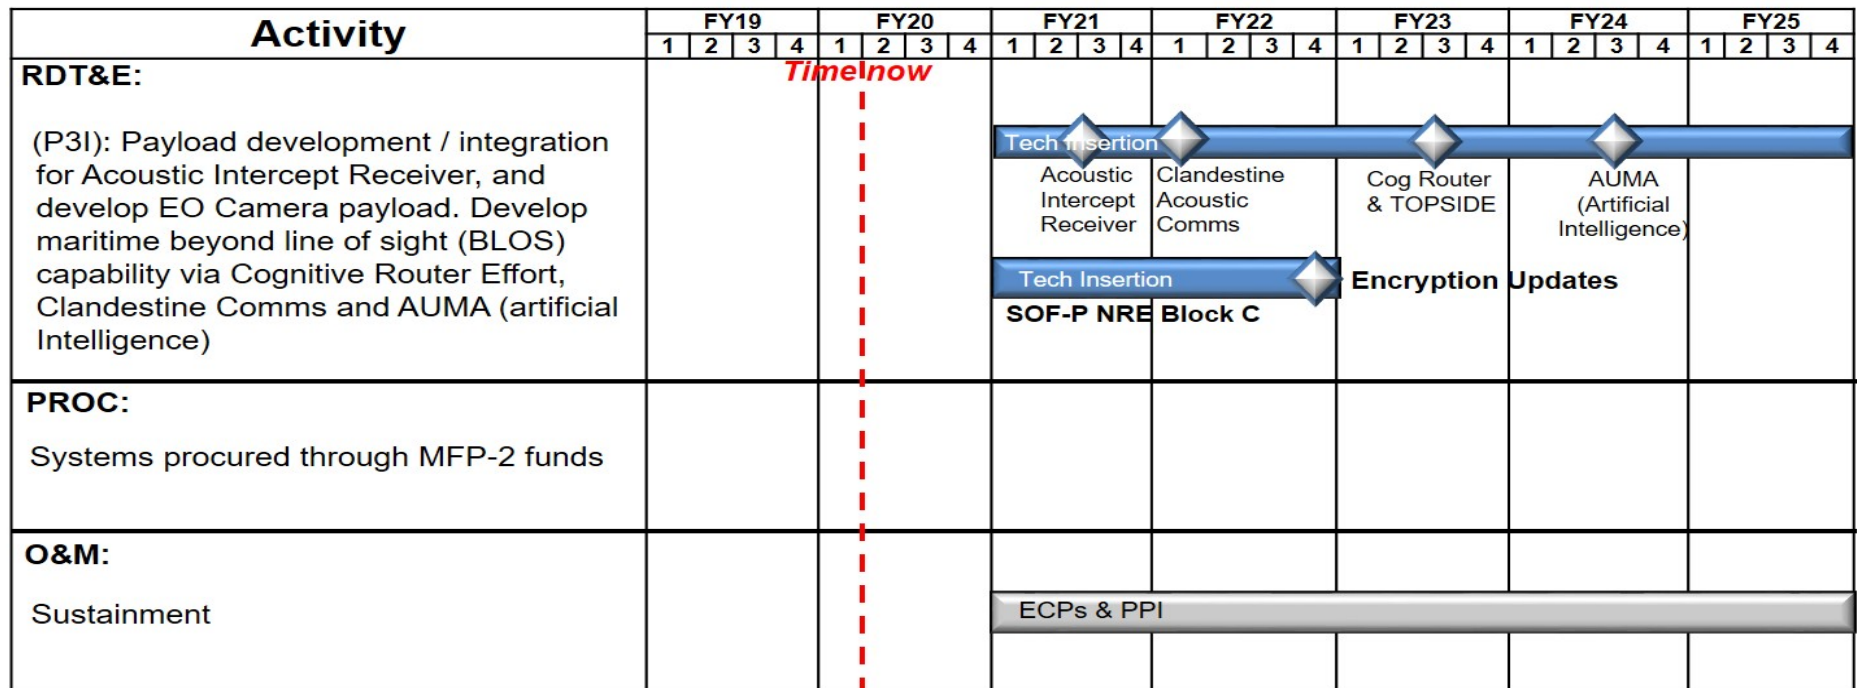 Activity
FY19 FY20 FY21 FY22 FY23 FY24 FY25
1 2 3 4 1 2 3 4 1 2 3 4 1 2 3 4 1 2 3 4 1 2 3 4 1 2 3 4
Time now
RDT&E:
(P3I): Payload development / integration
for Acoustic Intercept Receiver, and
develop EO Camera payload. Develop
maritime beyond line of sight (BLOS)
capability via Cognitive Router Effort,
Clandestine Comms and AUMA (artificial
Intelligence)
Tech Insertion
Acoustic
Intercept
Receiver
Clandestine
Acoustic
Comms
Cog Router
& TOPSIDE
AUMA
(Artificial
Intelligence)
Tech Insertion
Encryption Updates
SOF-P NRE Block C
PROC:
Systems procured through MFP-2 funds
O&M:
Sustainment
ECPs & PPI